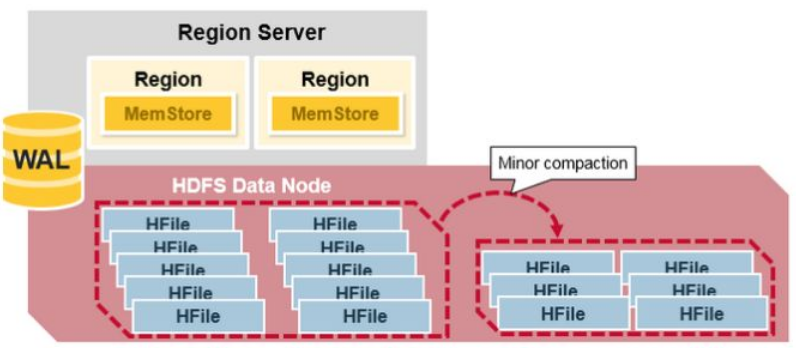 Region Server
Region Region
MemStore MemStore
WAL
Minor compaction
HDFS Data Node
HFile HFile
HFile HFile
HFile HFile
HFile HFile
HFile HFile
HFile HFile
HFile HFile
HFile HFile